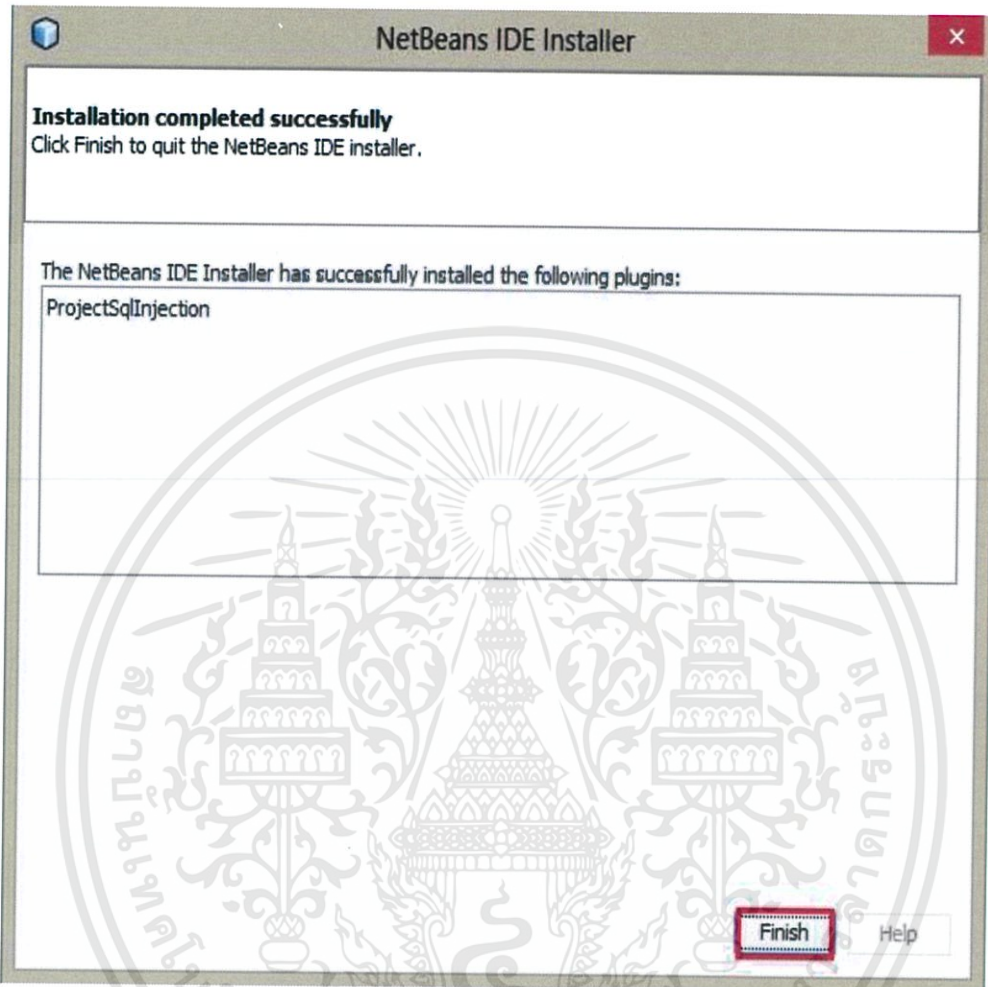 NetBeans IDE Installer
Installation completed successfully
Click Finish to quit the NetBeans IDE installer.
The NetBeans IDE Installer has successfully installed the following plugins:
ProjectSqlInjection
Finish
Help